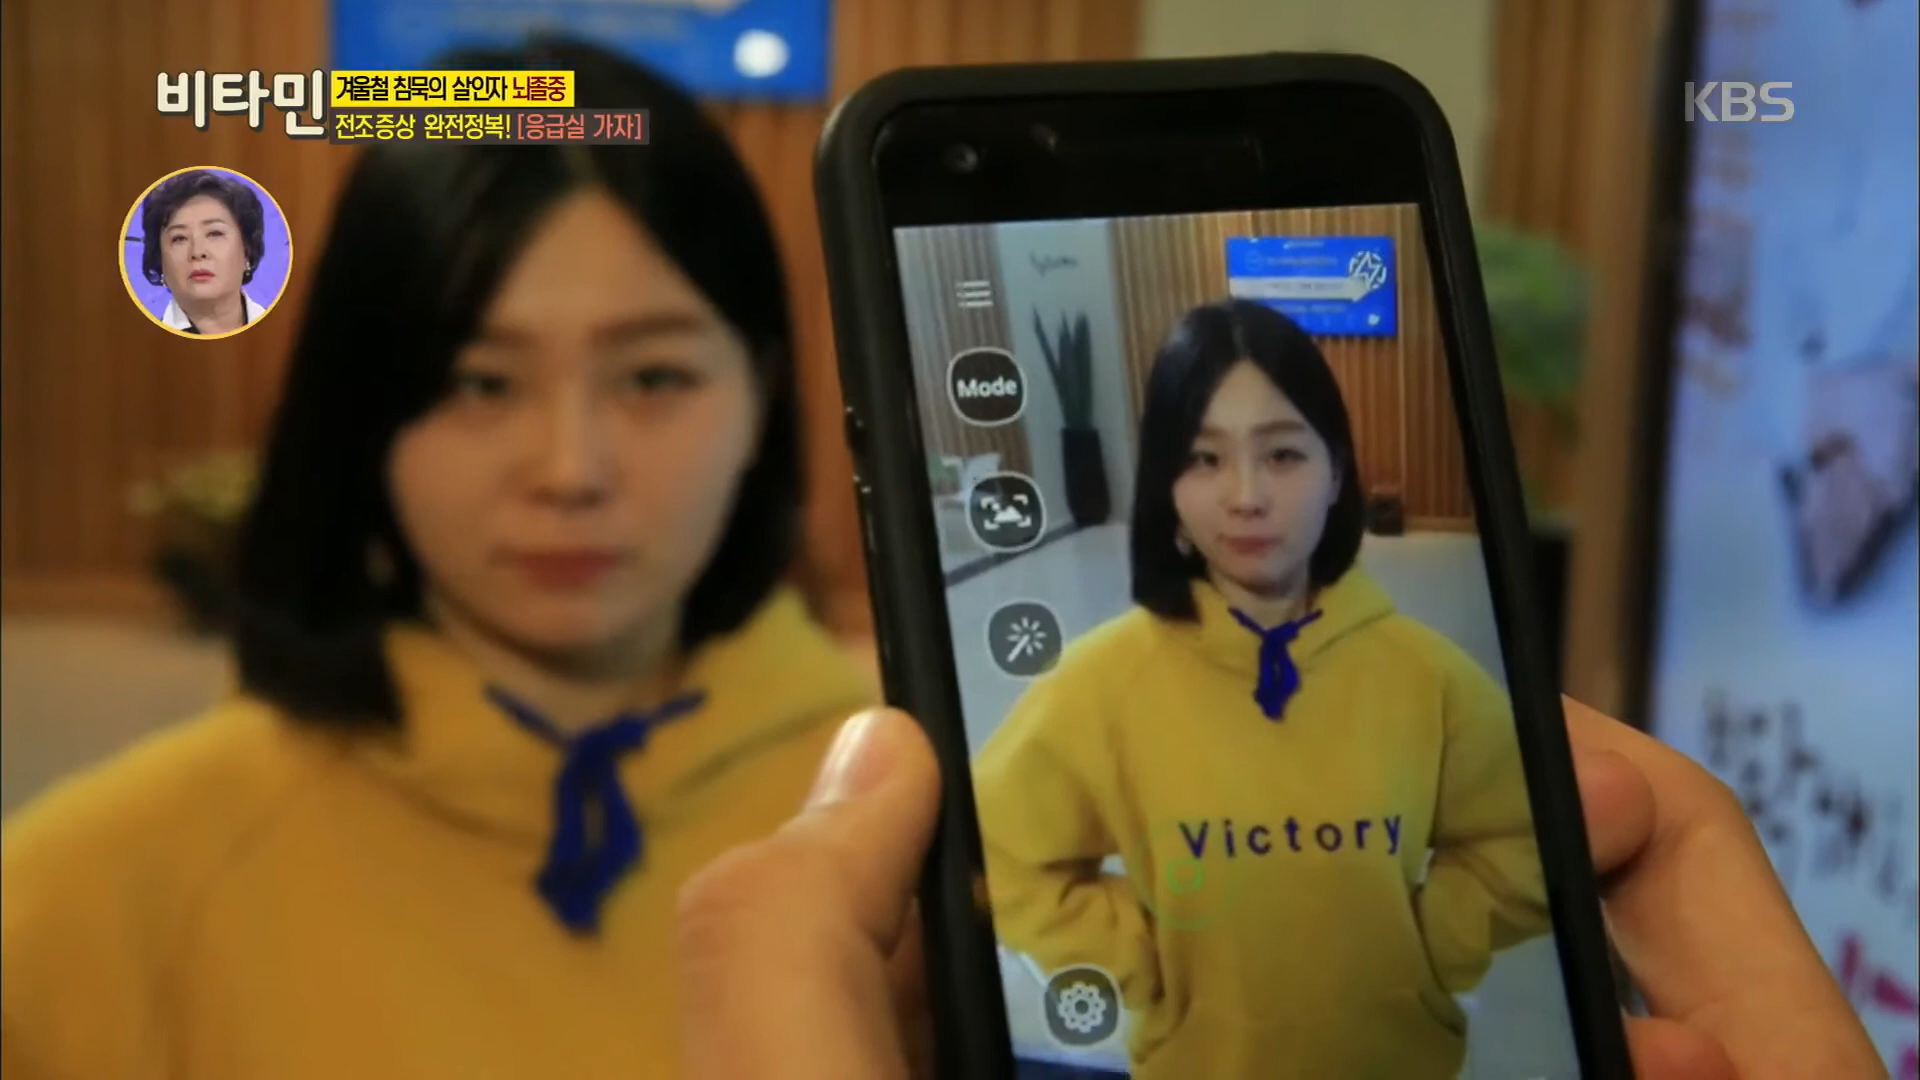 비타민
겨울철 침묵의 살인자 뇌졸중
전조증상 완전정복! [응급실 가자]
KBS
Mode
Victory